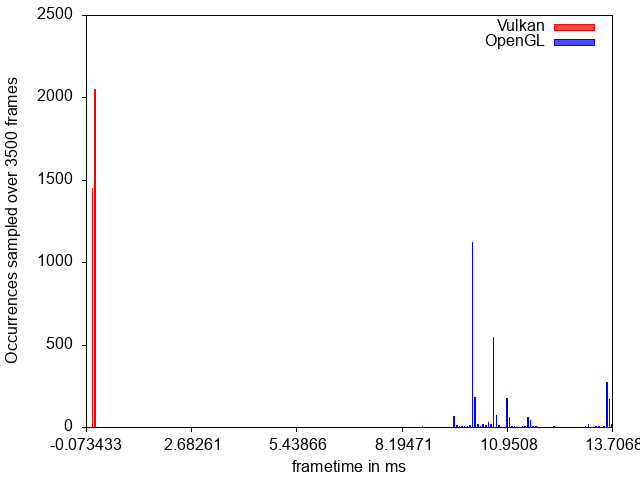 2500
2000
1500
1000
500
0
Occurrences sampled over 3500 frames
Vulkan
OpenGL
-0.073433 2.68261 5.43866 8.19471 10.9508 13.7068
frametime in ms